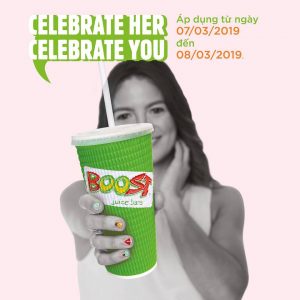 CELEBRATE HER
CELEBRATE YOU
Áp dụng từ ngày
07/03/2019
đến
08/03/2019.
BOOST
juice bars